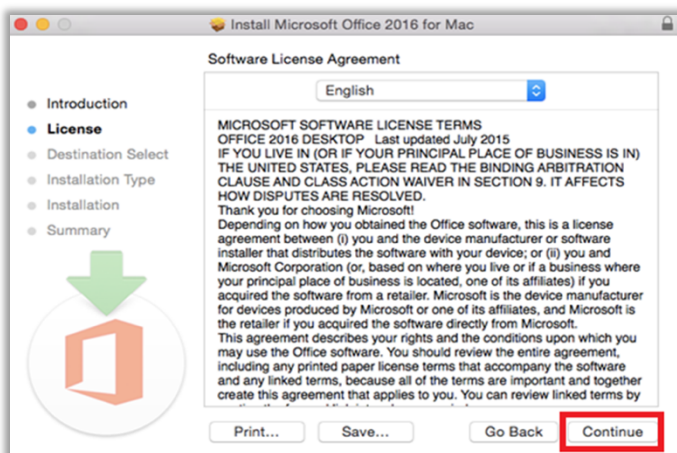 Install Microsoft Office 2016 for Mac
Software License Agreement
Introduction
License
Destination Select
Installation Type
Installation
Summary
English
MICROSOFT SOFTWARE LICENSE TERMS
OFFICE 2016 DESKTOP Last updated July 2015
IF YOU LIVE IN (OR IF YOUR PRINCIPAL PLACE OF BUSINESS IS IN)
THE UNITED STATES, PLEASE READ THE BINDING ARBITRATION
CLAUSE AND CLASS ACTION WAIVER IN SECTION 9. IT AFFECTS
HOW DISPUTES ARE RESOLVED.
Thank you for choosing Microsoft!
Depending on how you obtained the Office software, this is a license
agreement between (i) you and the device manufacturer or software
installer that distributes the software with your device; or (ii) you and
Microsoft Corporation (or, based on where you live or if a business where
your principal place of business is located, one of its affiliates) if you
acquired the software from a retailer. Microsoft is the device manufacturer
for devices produced by Microsoft or one of its affiliates, and Microsoft is
the retailer if you acquired the software directly from Microsoft.
This agreement describes your rights and the conditions upon which you
may use the Office software. You should review the entire agreement,
including any printed paper license terms that accompany the software
and any linked terms, because all of the terms are important and together
create this agreement that applies to you. You can review linked terms by
Print...
Save...
Go Back
Continue